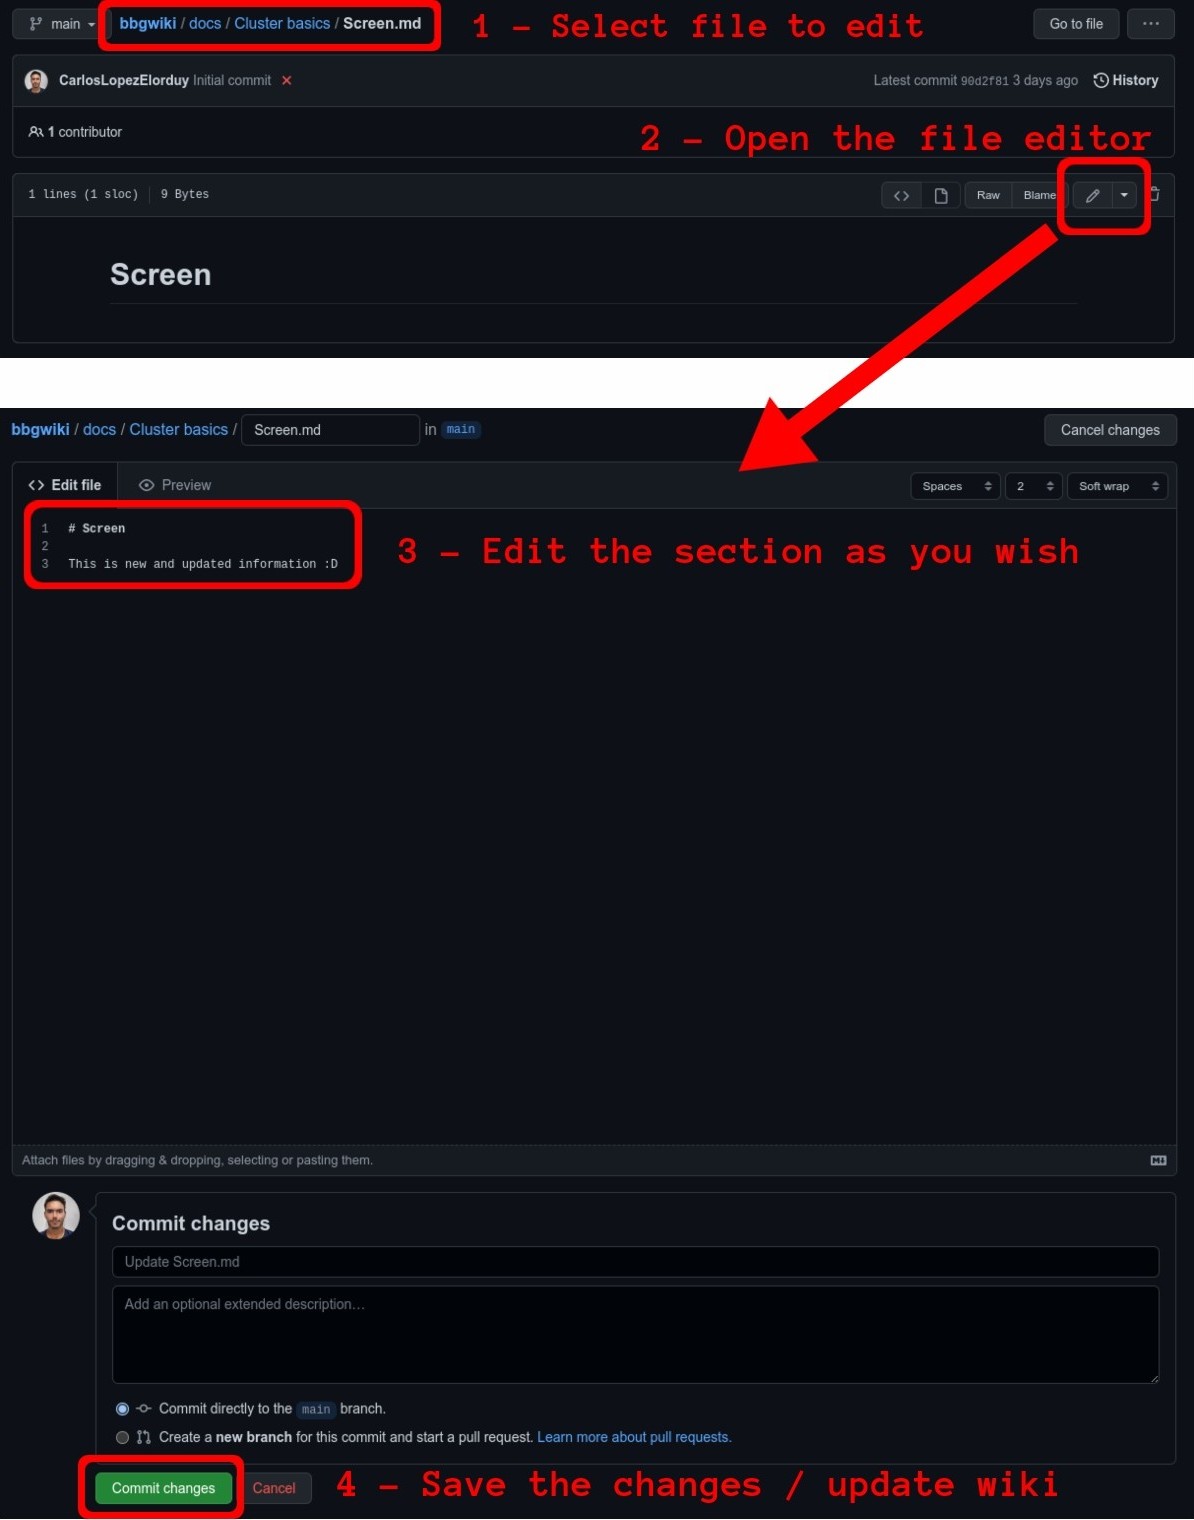 main bbgwiki / docs / Cluster basics / Screen.md 1 - Select file to edit Go to file ...
CarlosLopezElorduy Initial commit Latest commit 90d2f81 3 days ago History
1 contributor
2 - Open the file editor
1 lines (1 sloc) 9 Bytes Raw Blame
Screen
bbgwiki / docs / Cluster basics / Screen.md in main Cancel changes
Edit file Preview Spaces 2 Soft wrap
1 # Screen
2
3 This is new and updated information :D
3 - Edit the section as you wish
Attach files by dragging & dropping, selecting or pasting them.
Commit changes
Update Screen.md
Add an optional extended description…
Commit directly to the main branch.
Create a new branch for this commit and start a pull request. Learn more about pull requests.
Commit changes Cancel 4 - Save the changes / update wiki